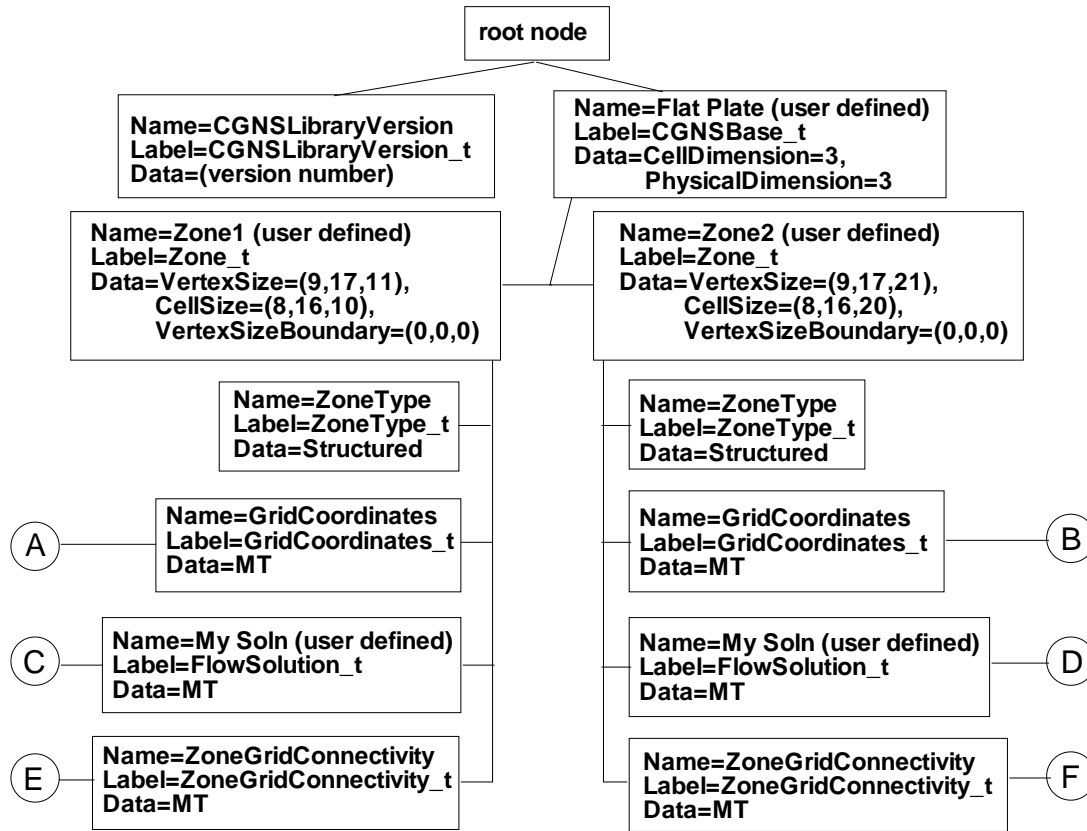 root node
Name=CGNSLibraryVersion
Label=CGNSLibraryVersion_t
Data=(version number)
Name=Flat Plate (user defined)
Label=CGNSBase_t
Data=CellDimension=3,
PhysicalDimension=3
Name=Zone1 (user defined)
Label=Zone_t
Data=VertexSize=(9,17,11),
CellSize=(8,16,10),
VertexSizeBoundary=(0,0,0)
Name=Zone2 (user defined)
Label=Zone_t
Data=VertexSize=(9,17,21),
CellSize=(8,16,20),
VertexSizeBoundary=(0,0,0)
Name=ZoneType
Label=ZoneType_t
Data=Structured
Name=ZoneType
Label=ZoneType_t
Data=Structured
A
Name=GridCoordinates
Label=GridCoordinates_t
Data=MT
Name=GridCoordinates
Label=GridCoordinates_t
Data=MT
B
C
Name=My Soln (user defined)
Label=FlowSolution_t
Data=MT
Name=My Soln (user defined)
Label=FlowSolution_t
Data=MT
D
E
Name=ZoneGridConnectivity
Label=ZoneGridConnectivity_t
Data=MT
Name=ZoneGridConnectivity
Label=ZoneGridConnectivity_t
Data=MT
F